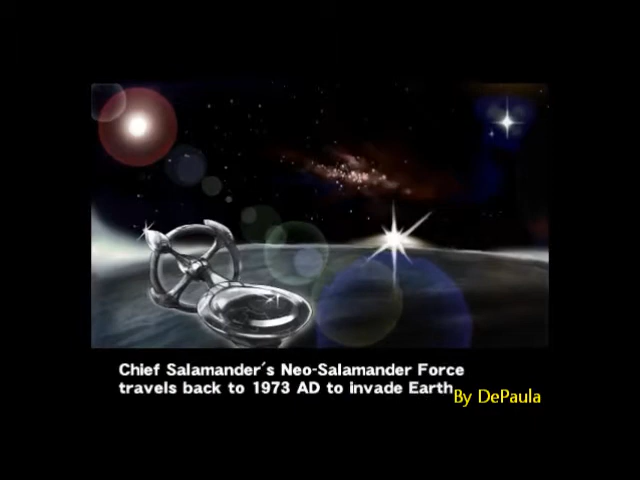 Chief Salamander's Neo-Salamander Force
travels back to 1973 AD to invade Earth.
By DePaula